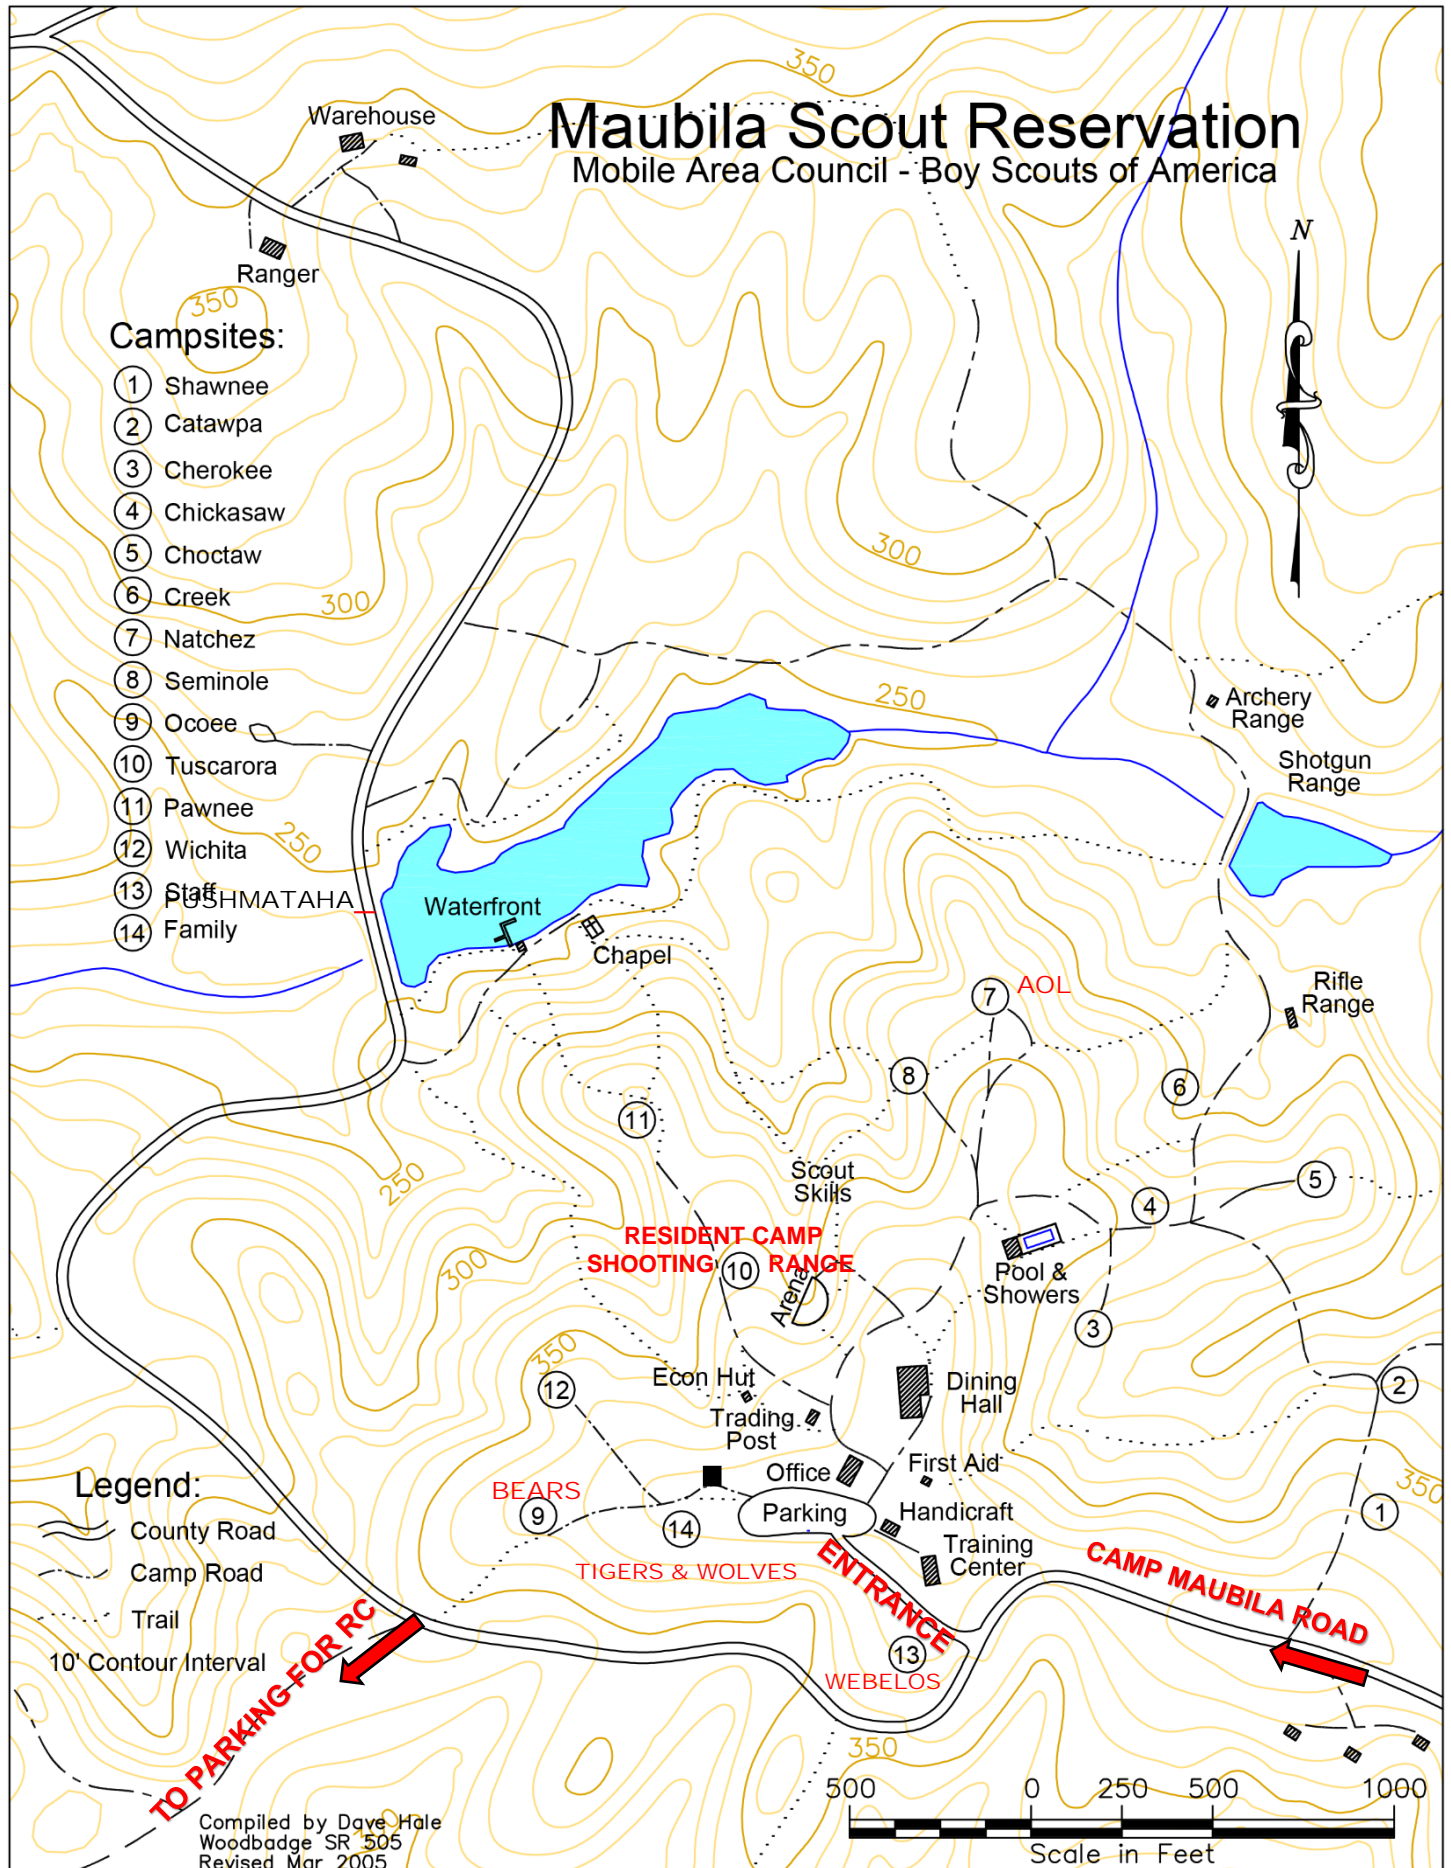 350
Warehouse
Maubila Scout Reservation
Mobile Area Council - Boy Scouts of America
N
Ranger
350
Campsites:
1 Shawnee
2 Catawpa
3 Cherokee
4 Chickasaw
5 Choctaw
6 Creek
7 Natchez
8 Seminole
9 Ocoee
10 Tuscarora
11 Pawnee
12 Wichita
13 Staff
PUSHMATAHA
14 Family
300
300
250
250
Archery
Range
Shotgun
Range
Waterfront
Chapel
7
AOL
Rifle
Range
8
6
11
250
Scout
Skills
5
4
RESIDENT CAMP
SHOOTING RANGE
10
Arena
Pool &
Showers
300
3
350
12
Econ Hut
Dining
Hall
2
Trading
Post
Office
First Aid
350
BEARS
9
14
Parking
Handicraft
1
Training
Center
TIGERS & WOLVES
ENTRANCE
CAMP MAUBILA ROAD
13
WEBELOS
Legend:
County Road
Camp Road
Trail
10' Contour Interval
TO PARKING FOR RC
350
350
500 0 250 500 1000
Scale in Feet
Compiled by Dave Hale
Woodbadge SR 505
Revised Mar 2005